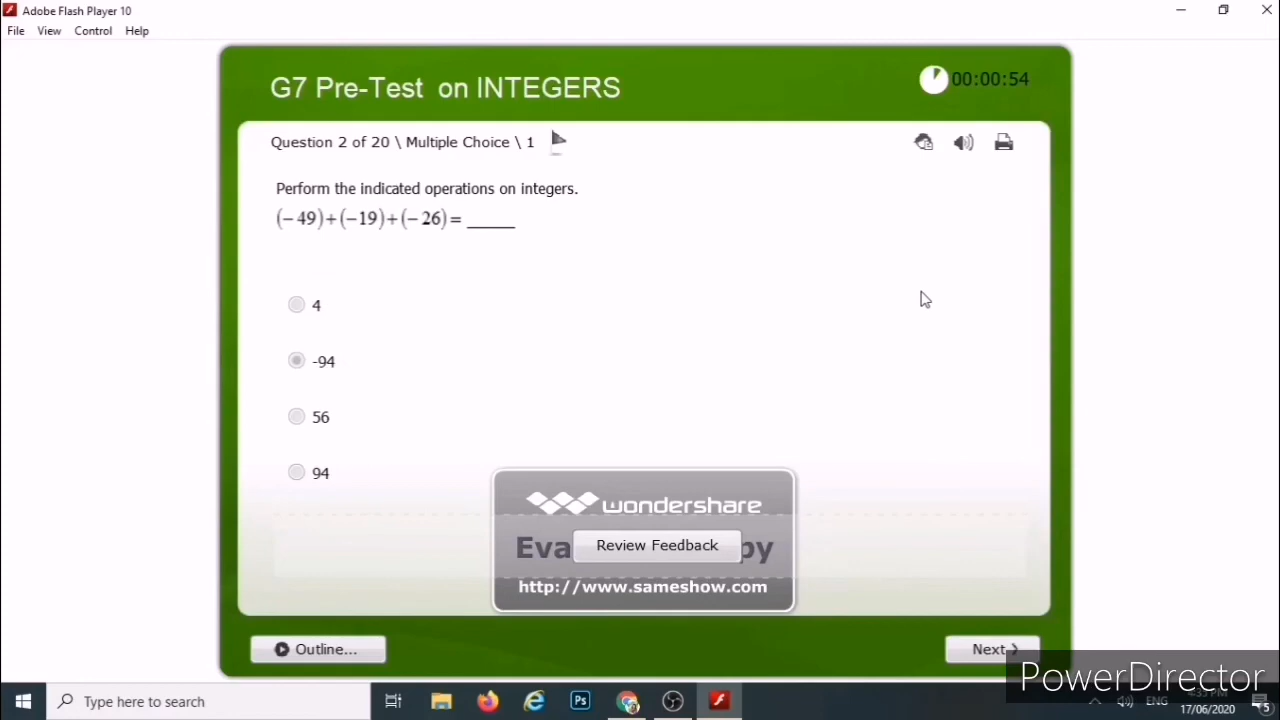 Adobe Flash Player 10
File View Control Help
G7 Pre-Test on INTEGERS
00:00:54
Question 2 of 20 \ Multiple Choice \ 1
Perform the indicated operations on integers.
(−49)+(−19)+(−26)= _____
4
-94
56
94
wondershare
Review Feedback
http://www.sameshow.com
Outline...
Next
PowerDirector
Type here to search
ENG
17/06/2020
5